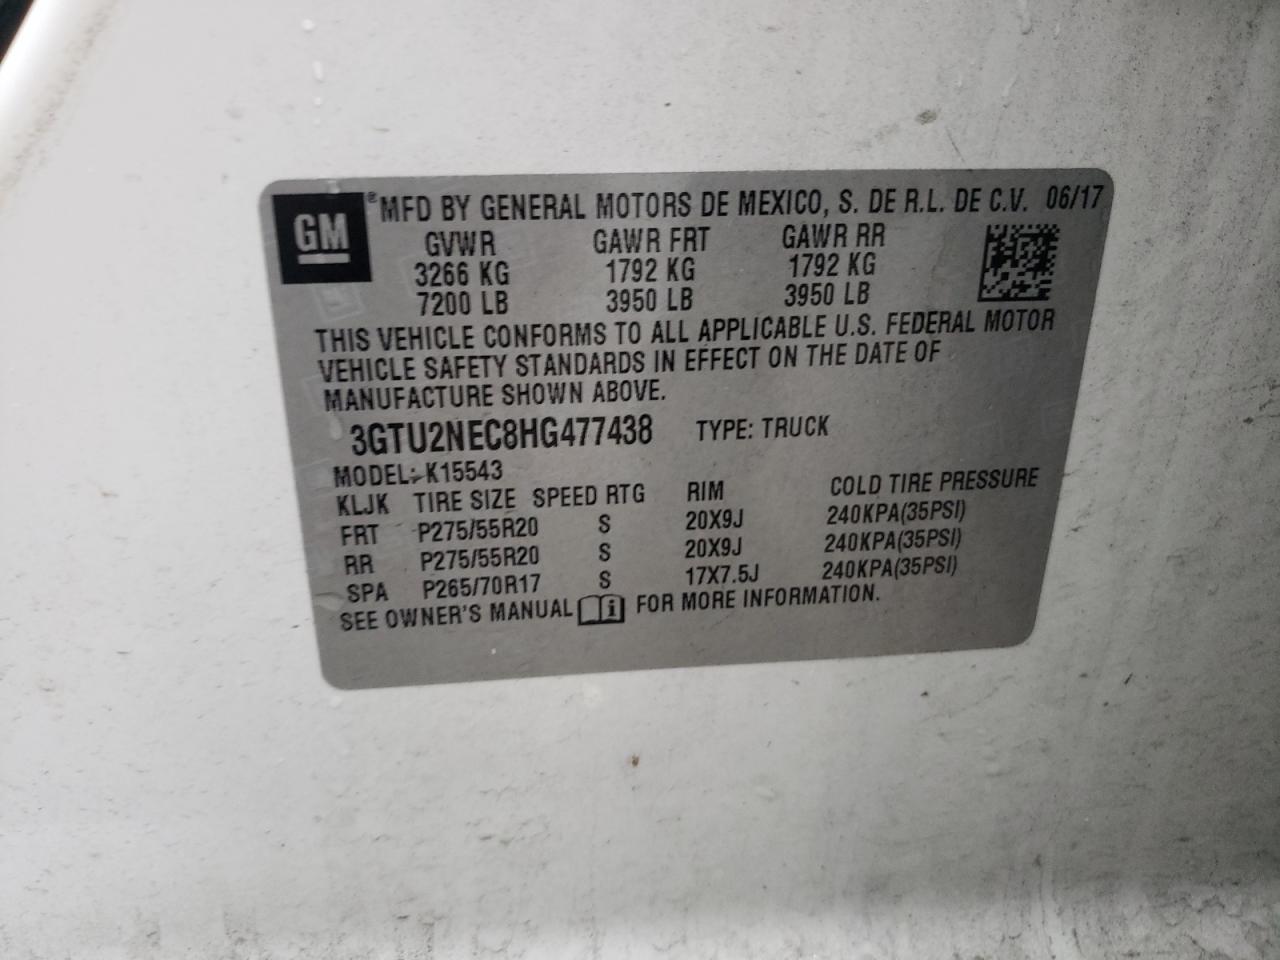 GM
® MFD BY GENERAL MOTORS DE MEXICO, S. DE R.L. DE C.V. 06/17
GVWR GAWR FRT GAWR RR
3266 KG 1792 KG 1792 KG
7200 LB 3950 LB 3950 LB
THIS VEHICLE CONFORMS TO ALL APPLICABLE U.S. FEDERAL MOTOR
VEHICLE SAFETY STANDARDS IN EFFECT ON THE DATE OF
MANUFACTURE SHOWN ABOVE.
3GTU2NEC8HG477438 TYPE: TRUCK
MODEL: K15543
KLJK TIRE SIZE SPEED RTG RIM COLD TIRE PRESSURE
FRT P275/55R20 S 20X9J 240KPA(35PSI)
RR P275/55R20 S 20X9J 240KPA(35PSI)
SPA P265/70R17 S 17X7.5J 240KPA(35PSI)
SEE OWNER'S MANUAL i FOR MORE INFORMATION.